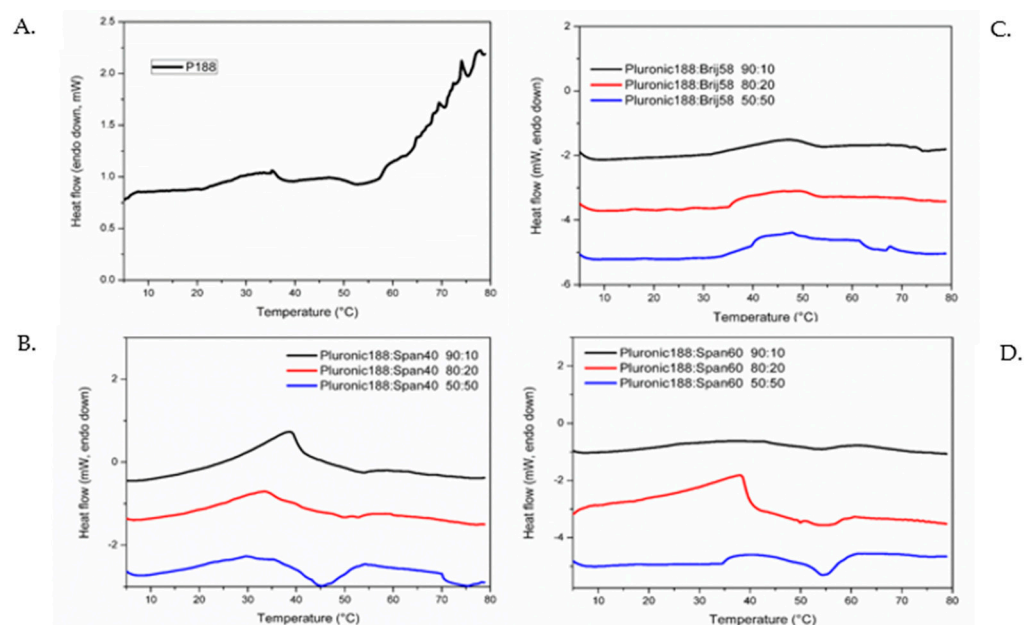 A.
2.5
2.0
1.5
1.0
0.5
0.0
Heat flow (endo down, mW)
P188
10 20 30 40 50 60 70 80
Temperature (°C)
C.
2
0
-2
-4
-6
Heat flow (mW, endo down)
Pluronic188:Brij58 90:10
Pluronic188:Brij58 80:20
Pluronic188:Brij58 50:50
10 20 30 40 50 60 70 80
Temperature (°C)
B.
2
0
-2
Heat flow (mW, endo down)
Pluronic188:Span40 90:10
Pluronic188:Span40 80:20
Pluronic188:Span40 50:50
10 20 30 40 50 60 70 80
Temperature (°C)
D.
2
0
-2
-4
Heat flow (mW, endo down)
Pluronic188:Span60 90:10
Pluronic188:Span60 80:20
Pluronic188:Span60 50:50
10 20 30 40 50 60 70 80
Temperature (°C)